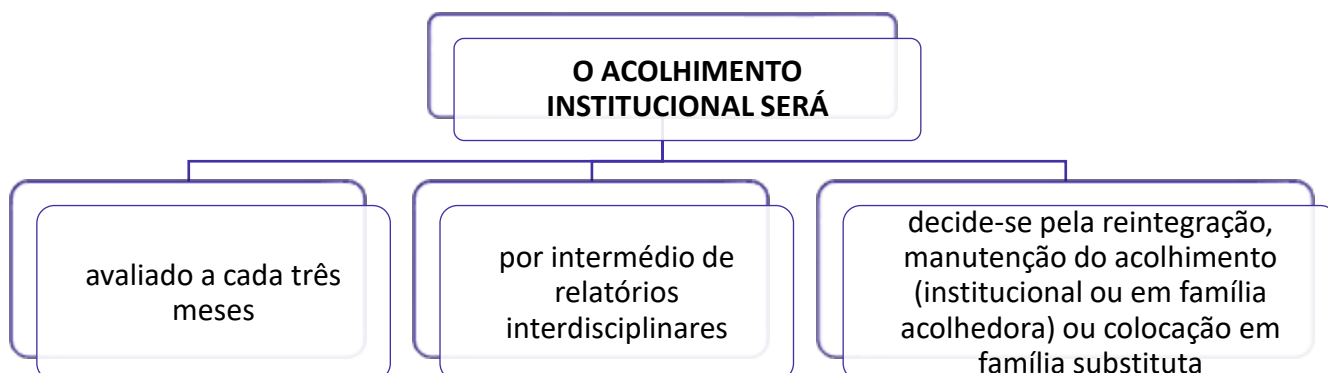 O ACOLHIMENTO
INSTITUCIONAL SERÁ
avaliado a cada três
meses
por intermédio de
relatórios
interdisciplinares
decide-se pela reintegração,
manutenção do acolhimento
(institucional ou em família
acolhedora) ou colocação em
família substituta